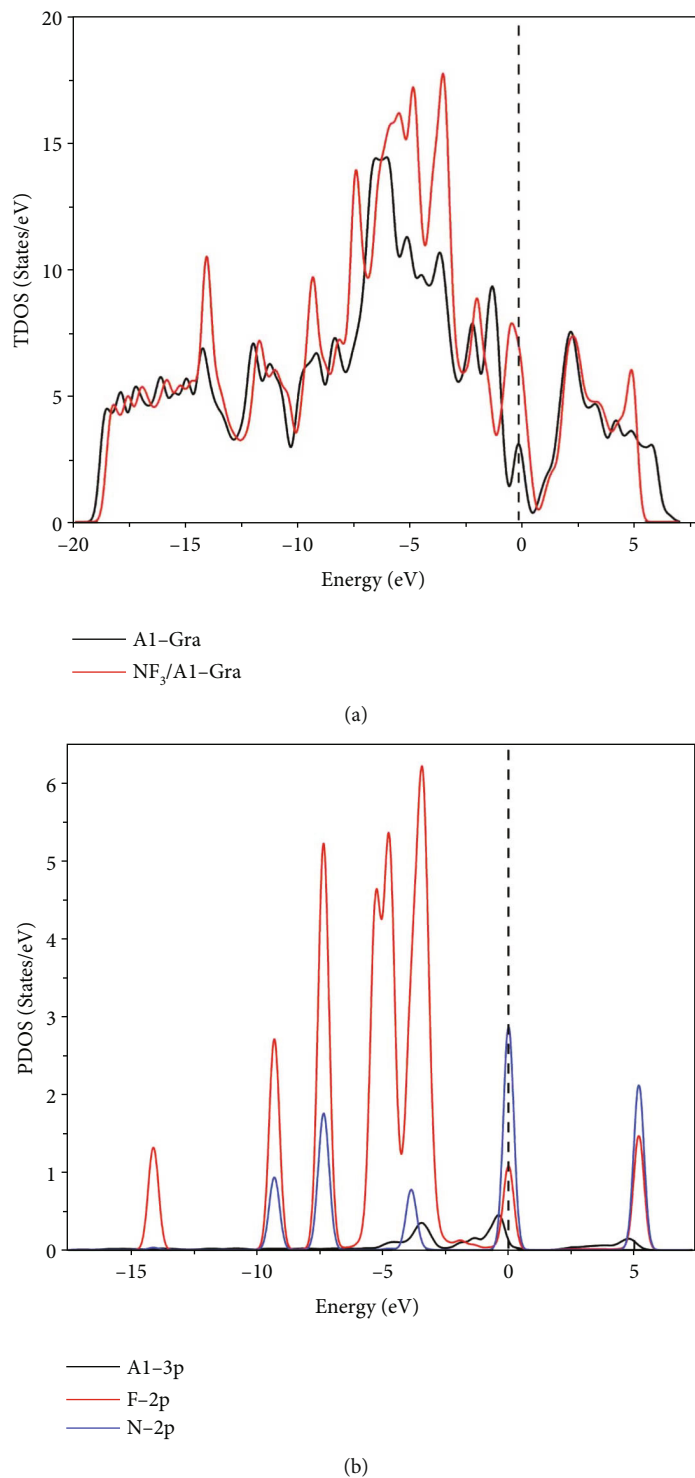 20
15
10
5
0
TDOS (States/eV)
−20
−15
−10
−5
0
5
Energy (eV)
A1–Gra
NF₃/A1–Gra
(a)
6
5
4
3
2
1
0
PDOS (States/eV)
−15
−10
−5
0
5
Energy (eV)
A1–3p
F–2p
N–2p
(b)